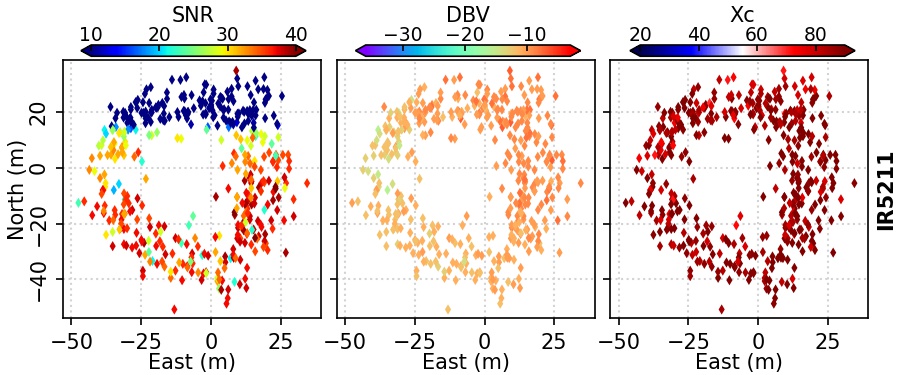 SNR DBV Xc
10 20 30 40 −30 −20 −10 20 40 60 80
20
0
−20
−40
North (m)
IR5211
−50 −25 0 25 −50 −25 0 25 −50 −25 0 25
East (m) East (m) East (m)